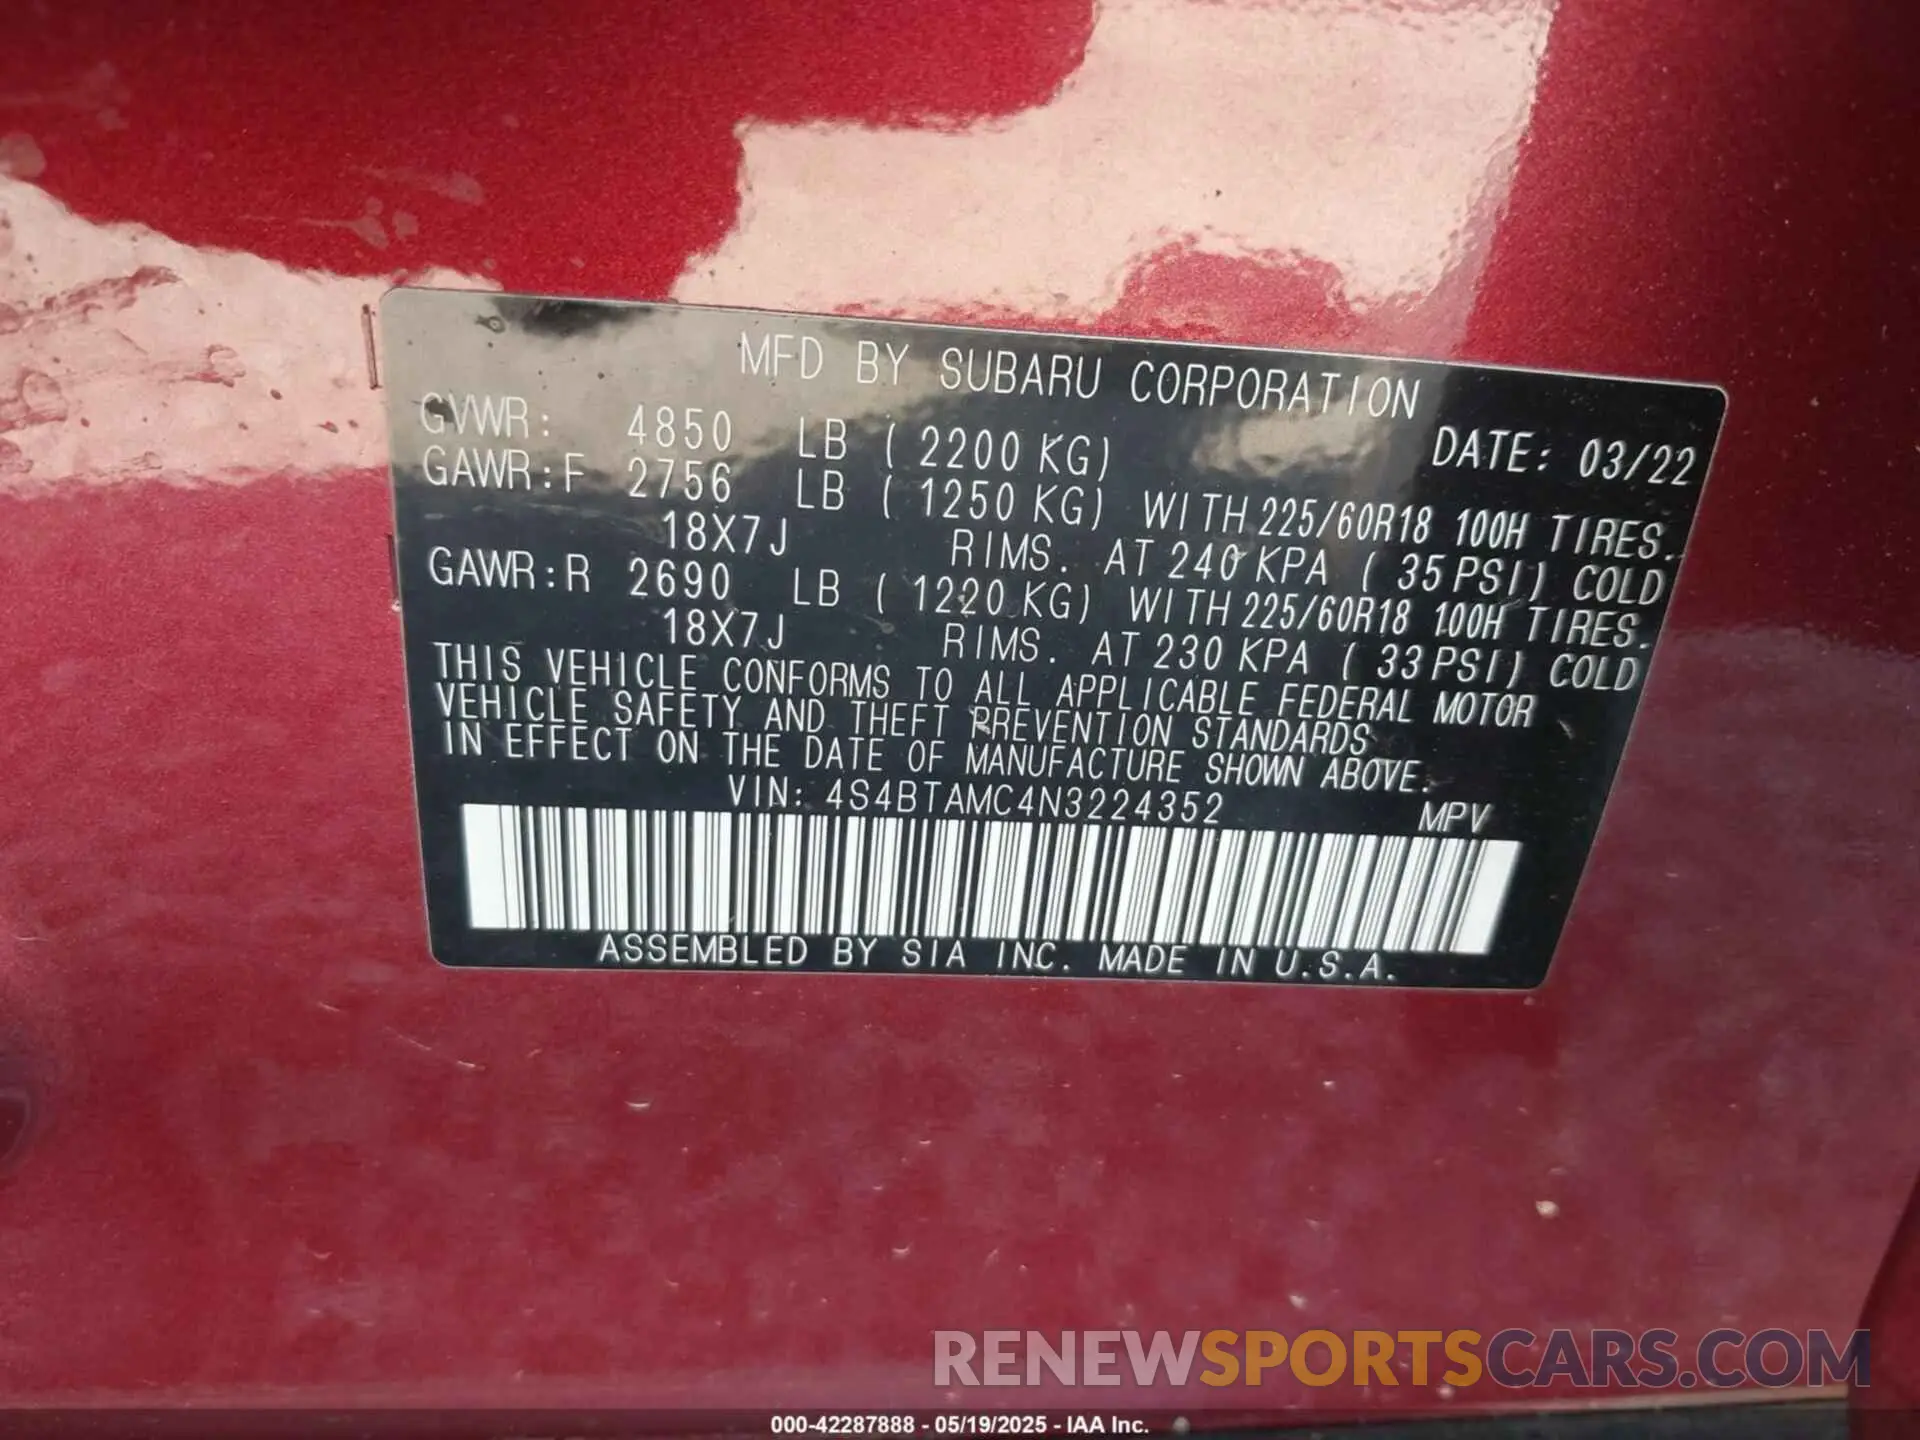 MFD BY SUBARU CORPORATION
GVWR: 4850 LB ( 2200 KG) DATE: 03/22
GAWR:F 2756 LB ( 1250 KG) WITH 225/60R18 100H TIRES.
18X7J RIMS. AT 240 KPA ( 35 PSI) COLD
GAWR:R 2690 LB ( 1220 KG) WITH 225/60R18 100H TIRES.
18X7J RIMS. AT 230 KPA ( 33 PSI) COLD
THIS VEHICLE CONFORMS TO ALL APPLICABLE FEDERAL MOTOR
VEHICLE SAFETY AND THEFT PREVENTION STANDARDS
IN EFFECT ON THE DATE OF MANUFACTURE SHOWN ABOVE.
VIN: 4S4BTAMC4N3224352 MPV
ASSEMBLED BY SIA INC. MADE IN U.S.A.
RENEWSPORTSCARS.COM
000-42287888 - 05/19/2025 - IAA Inc.